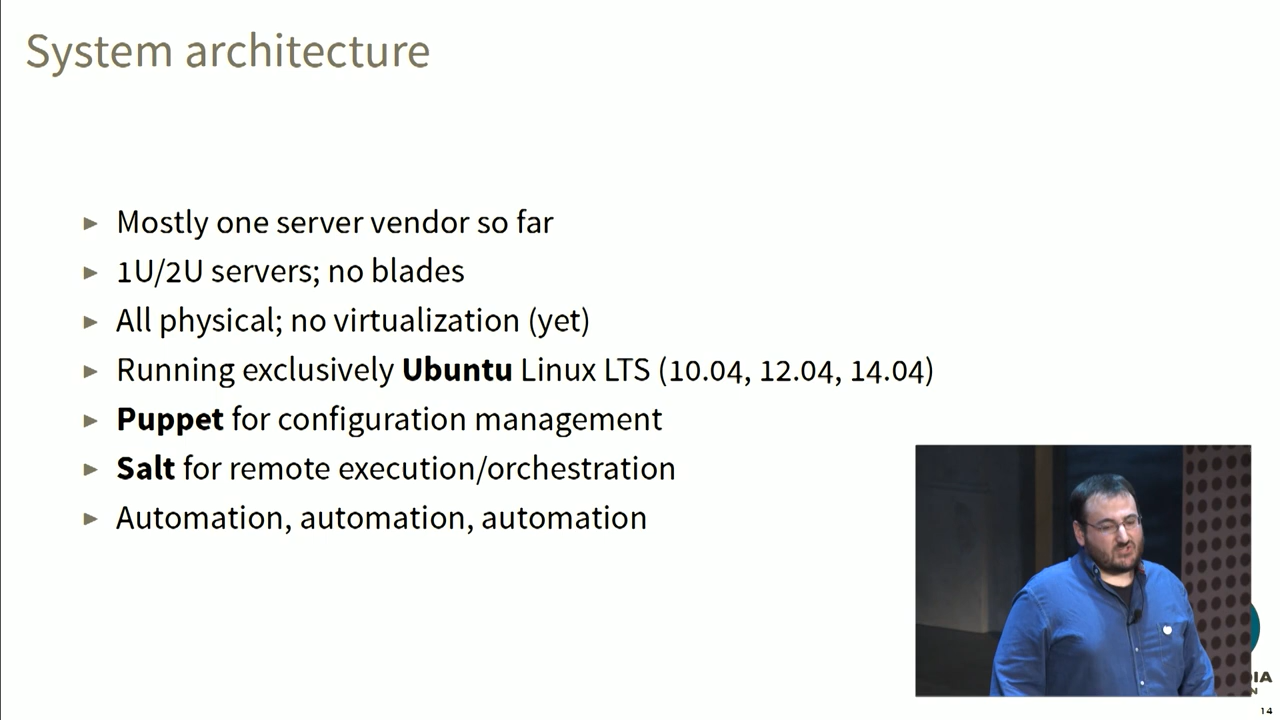 System architecture
► Mostly one server vendor so far
► 1U/2U servers; no blades
► All physical; no virtualization (yet)
► Running exclusively Ubuntu Linux LTS (10.04, 12.04, 14.04)
► Puppet for configuration management
► Salt for remote execution/orchestration
► Automation, automation, automation
14